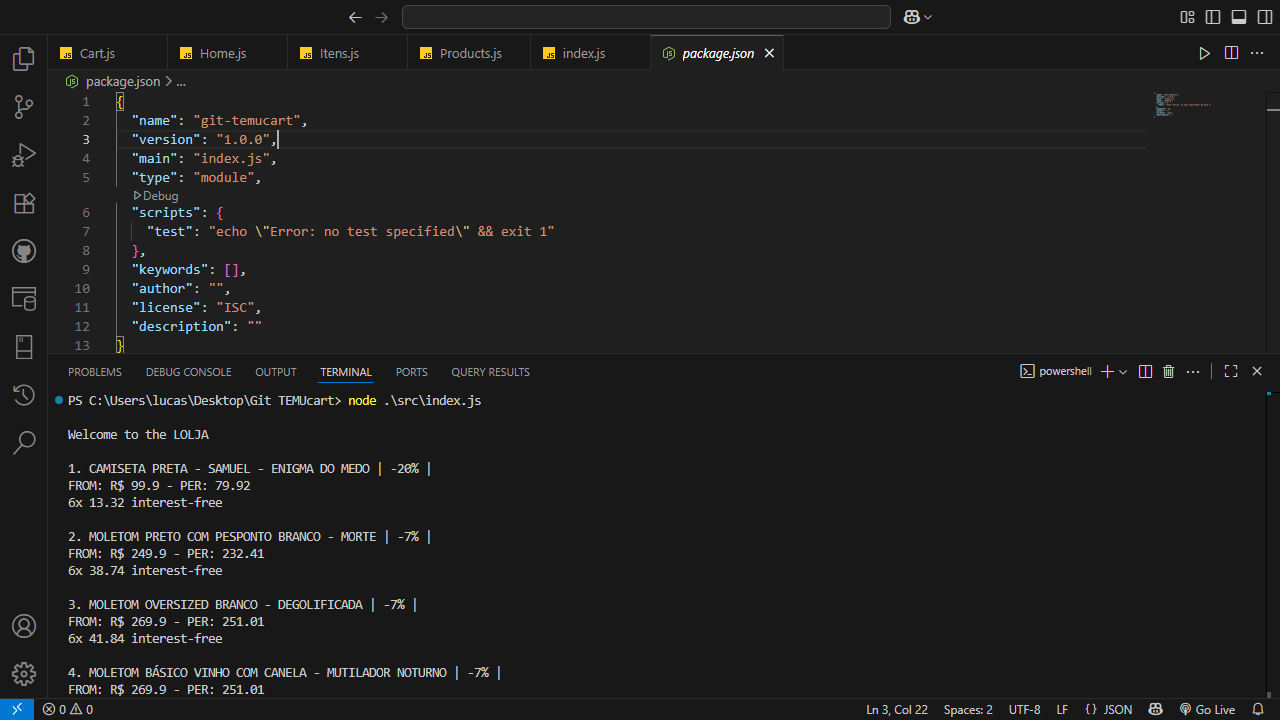 JS Cart.js JS Home.js JS Itens.js JS Products.js JS index.js package.json
package.json > ...
1 {
2 "name": "git-temucart",
3 "version": "1.0.0",
4 "main": "index.js",
5 "type": "module",
Debug
6 "scripts": {
7 "test": "echo \"Error: no test specified\" && exit 1"
8 },
9 "keywords": [],
10 "author": "",
11 "license": "ISC",
12 "description": ""
13 }
PROBLEMS DEBUG CONSOLE OUTPUT TERMINAL PORTS QUERY RESULTS powershell
PS C:\Users\lucas\Desktop\Git TEMUcart> node .\src\index.js
Welcome to the LOLJA
1. CAMISETA PRETA - SAMUEL - ENIGMA DO MEDO | -20% |
FROM: R$ 99.9 - PER: 79.92
6x 13.32 interest-free
2. MOLETOM PRETO COM PESPONTO BRANCO - MORTE | -7% |
FROM: R$ 249.9 - PER: 232.41
6x 38.74 interest-free
3. MOLETOM OVERSIZED BRANCO - DEGOLIFICADA | -7% |
FROM: R$ 269.9 - PER: 251.01
6x 41.84 interest-free
4. MOLETOM BÁSICO VINHO COM CANELA - MUTILADOR NOTURNO | -7% |
FROM: R$ 269.9 - PER: 251.01
0 0 Ln 3, Col 22 Spaces: 2 UTF-8 LF {} JSON Go Live